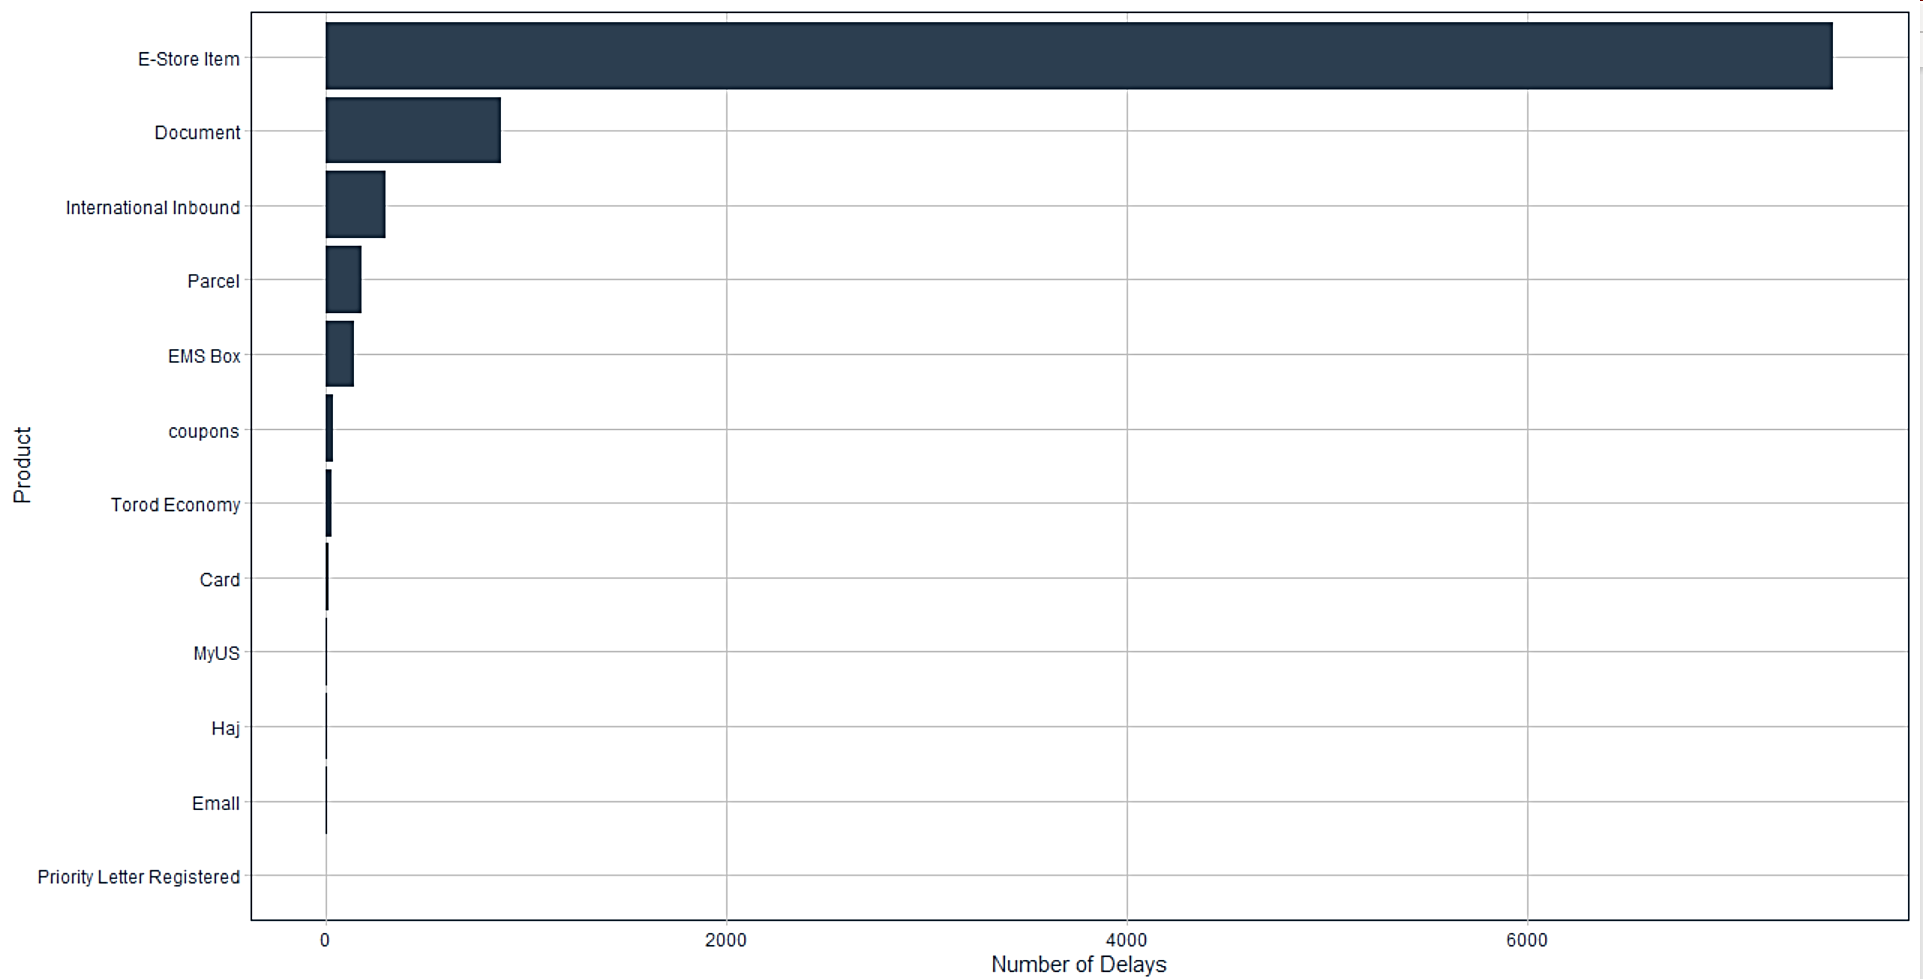 E-Store Item
Document
International Inbound
Parcel
EMS Box
coupons
Torod Economy
Card
MyUS
Haj
Emall
Priority Letter Registered
Product
0 2000 4000 6000
Number of Delays